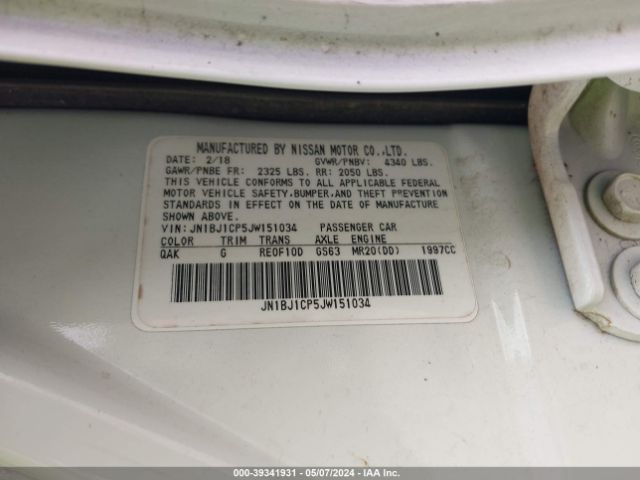 MANUFACTURED BY NISSAN MOTOR CO.,LTD.
DATE: 2/18 GVWR/PNBV: 4340 LBS.
GAWR/PNBE FR: 2325 LBS. RR: 2050 LBS.
THIS VEHICLE CONFORMS TO ALL APPLICABLE FEDERAL
MOTOR VEHICLE SAFETY,BUMPER,AND THEFT PREVENTION
STANDARDS IN EFFECT ON THE DATE OF MANUFACTURE
SHOWN ABOVE.
VIN: JN1BJ1CP5JW151034 PASSENGER CAR
COLOR TRIM TRANS AXLE ENGINE
QAK G RE0F10D GS63 MR20(DD) 1997CC
JN1BJ1CP5JW151034
000-39341931 - 05/07/2024 - IAA Inc.